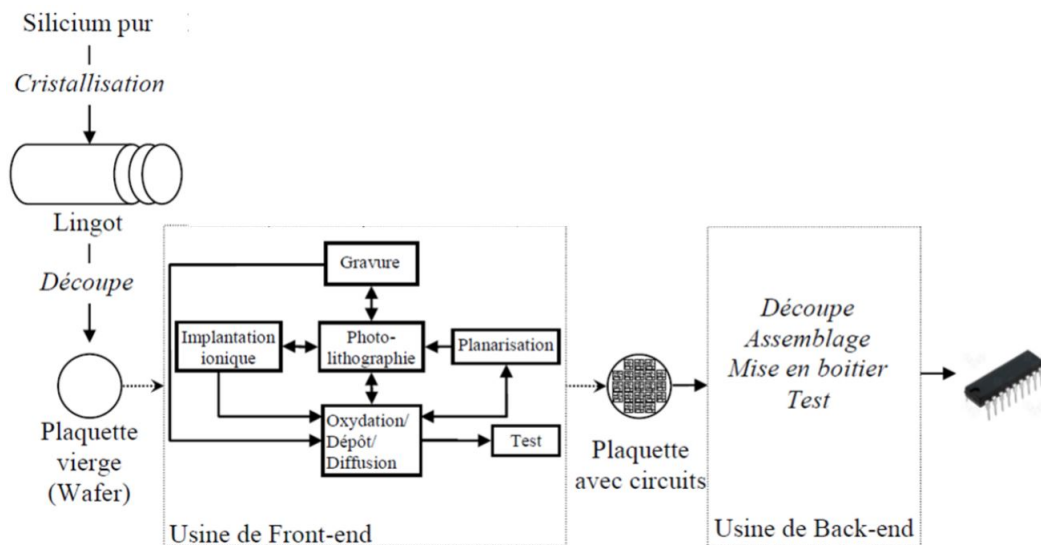 Silicium pur
Cristallisation
Lingot
Découpe
Plaquette
vierge
(Wafer)
Gravure
Implantation
ionique
Photo-
lithographie
Planarisation
Oxydation/
Dépôt/
Diffusion
Test
Usine de Front-end
Plaquette
avec circuits
Découpe
Assemblage
Mise en boitier
Test
Usine de Back-end